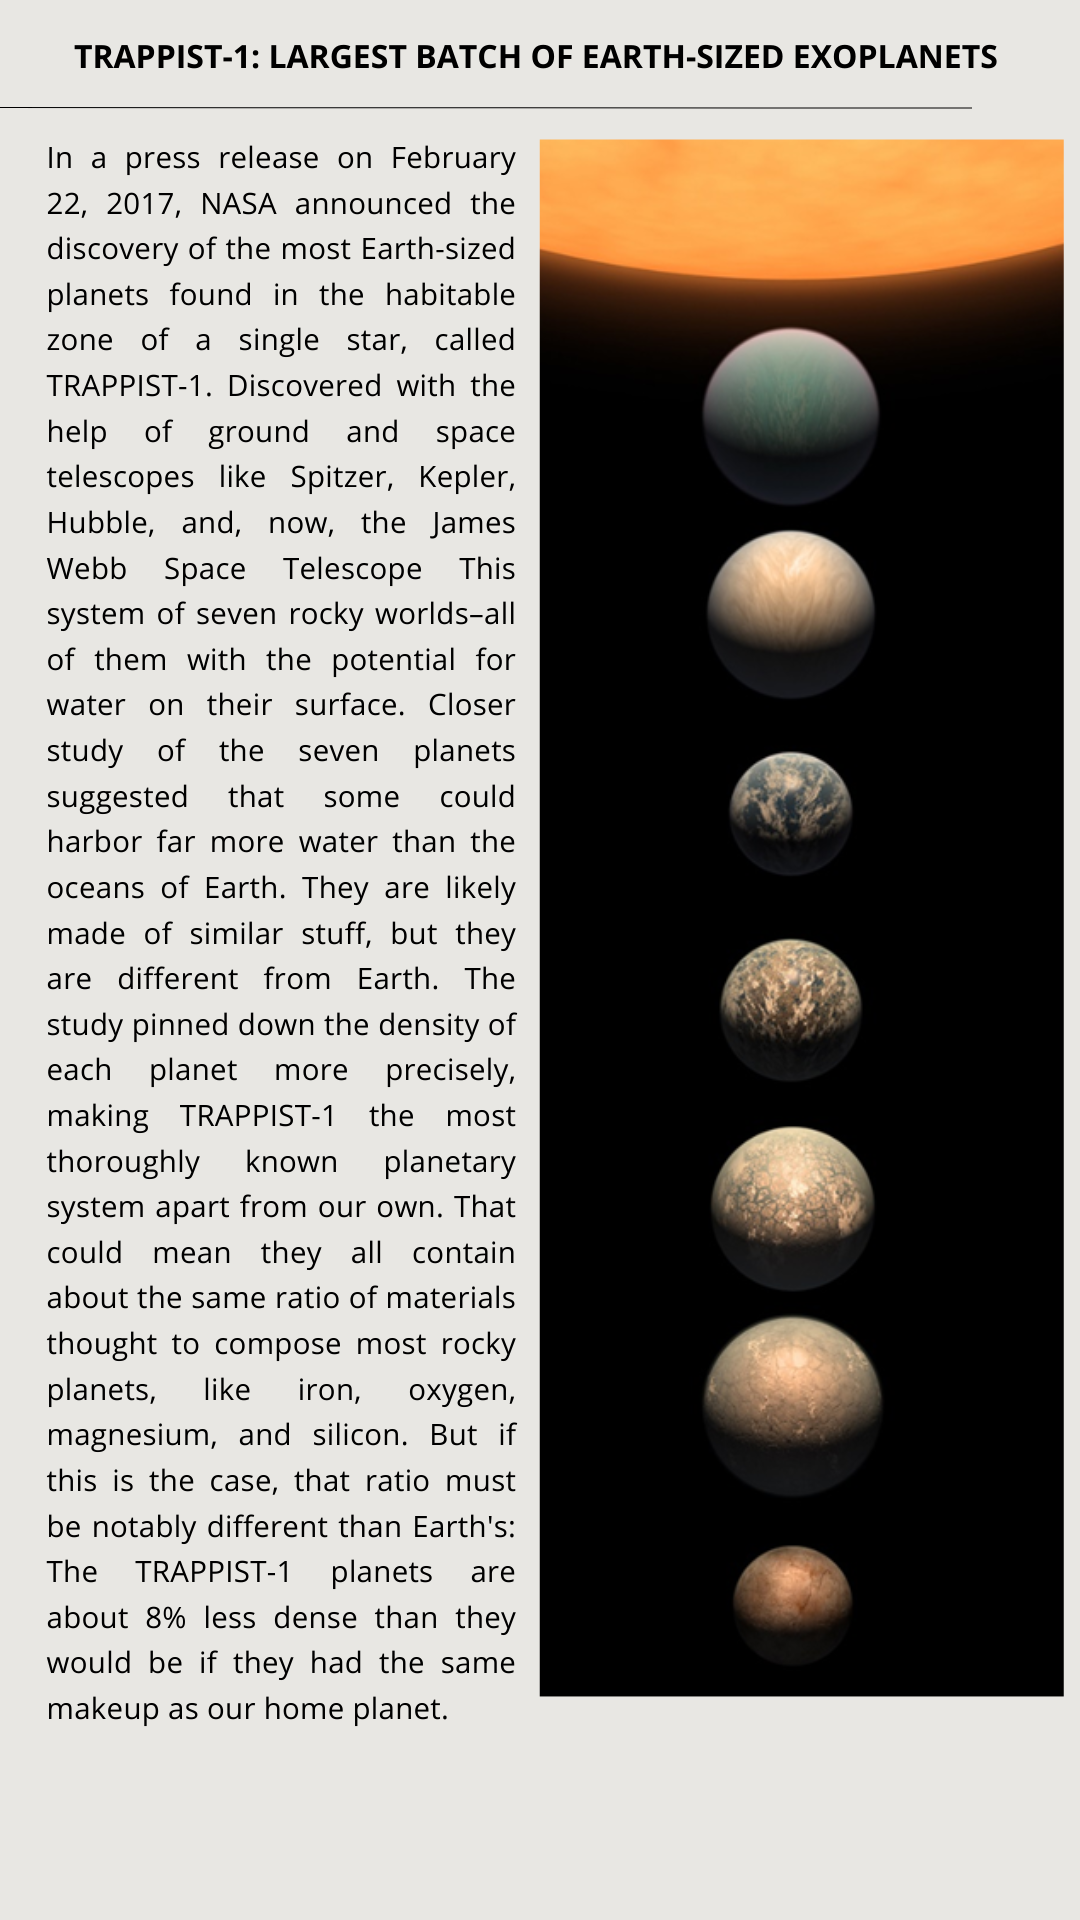 TRAPPIST-1: LARGEST BATCH OF EARTH-SIZED EXOPLANETS
In a press release on February
22, 2017, NASA announced the
discovery of the most Earth-sized
planets found in the habitable
zone of a single star, called
TRAPPIST-1. Discovered with the
help of ground and space
telescopes like Spitzer, Kepler,
Hubble, and, now, the James
Webb Space Telescope This
system of seven rocky worlds–all
of them with the potential for
water on their surface. Closer
study of the seven planets
suggested that some could
harbor far more water than the
oceans of Earth. They are likely
made of similar stuff, but they
are different from Earth. The
study pinned down the density of
each planet more precisely,
making TRAPPIST-1 the most
thoroughly known planetary
system apart from our own. That
could mean they all contain
about the same ratio of materials
thought to compose most rocky
planets, like iron, oxygen,
magnesium, and silicon. But if
this is the case, that ratio must
be notably different than Earth's:
The TRAPPIST-1 planets are
about 8% less dense than they
would be if they had the same
makeup as our home planet.